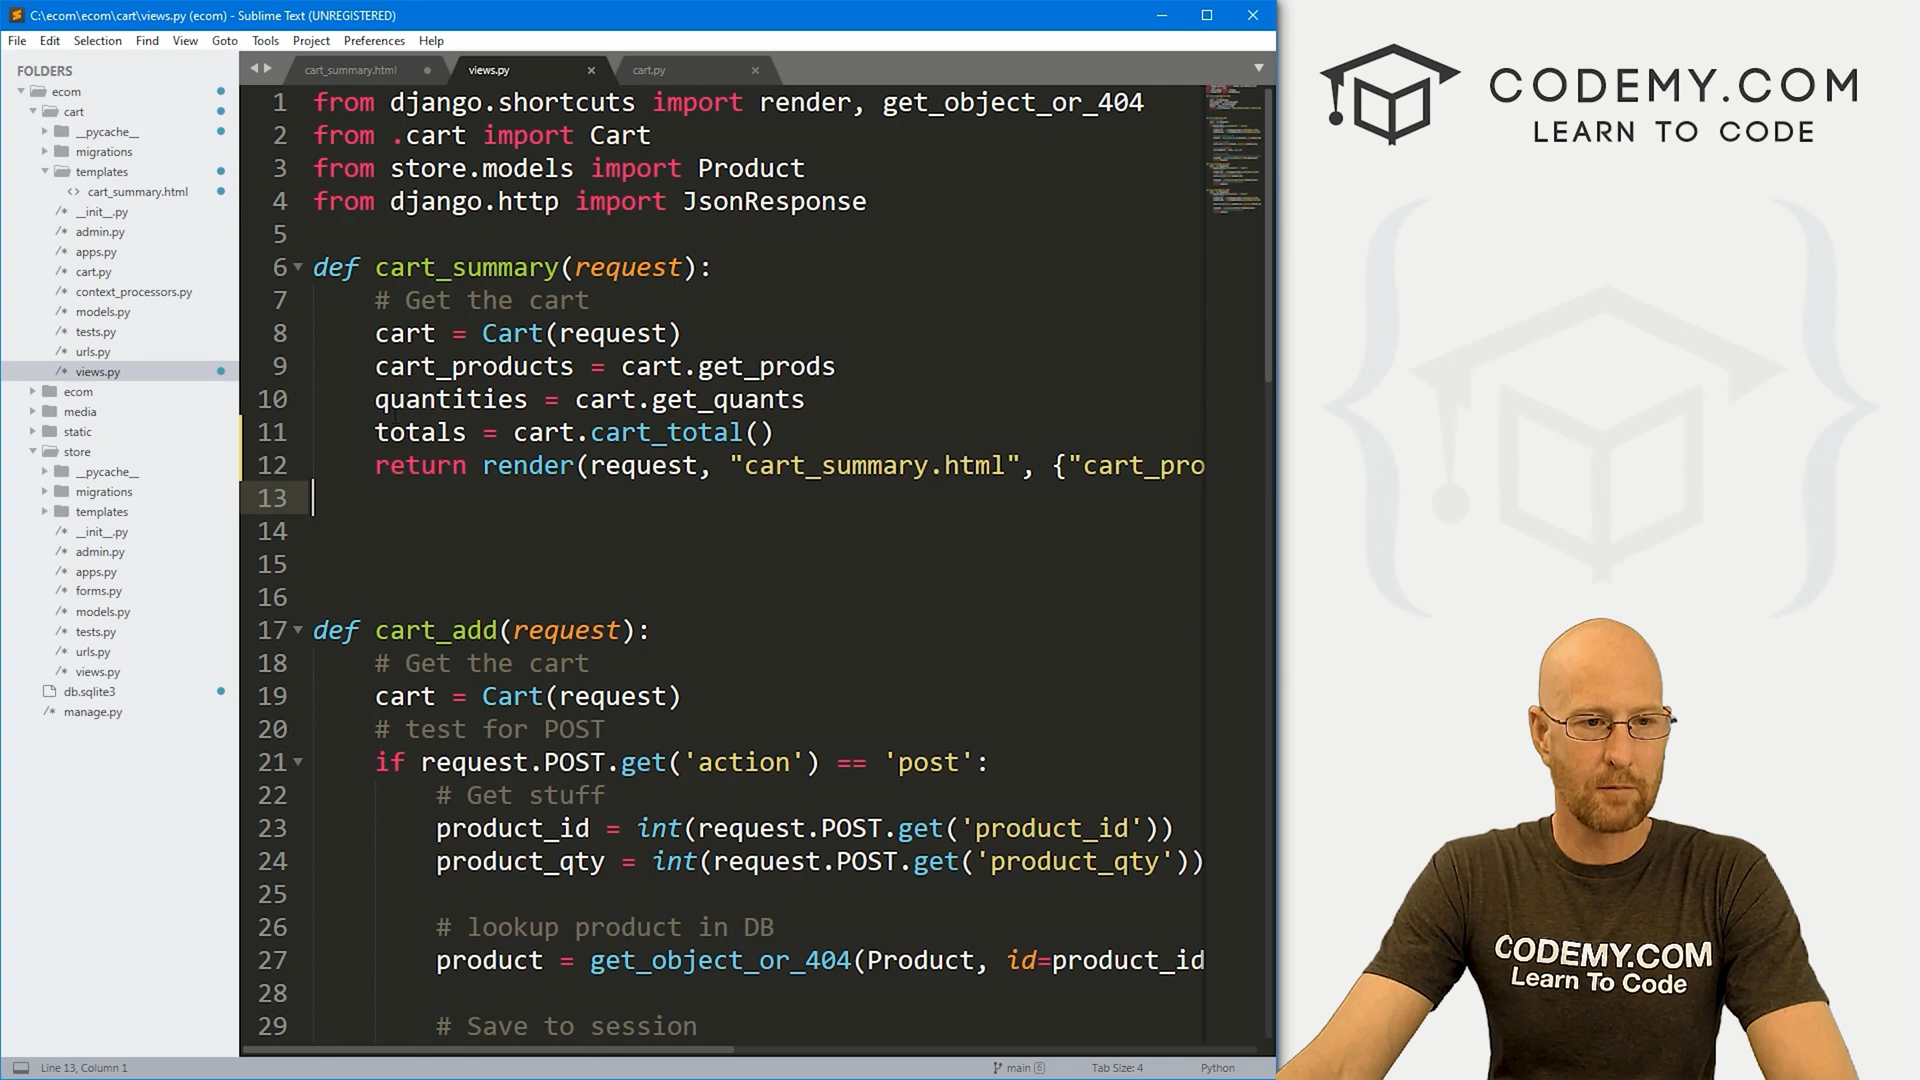 C:\ecom\ecom\cart\views.py (ecom) - Sublime Text (UNREGISTERED)
File Edit Selection Find View Goto Tools Project Preferences Help
FOLDERS
ecom
cart
__pycache__
migrations
templates
<> cart_summary.html
/* __init__.py
/* admin.py
/* apps.py
/* cart.py
/* context_processors.py
/* models.py
/* tests.py
/* urls.py
/* views.py
ecom
media
static
store
__pycache__
migrations
templates
/* __init__.py
/* admin.py
/* apps.py
/* forms.py
/* models.py
/* tests.py
/* urls.py
/* views.py
db.sqlite3
/* manage.py
cart_summary.html views.py cart.py
1 from django.shortcuts import render, get_object_or_404
2 from .cart import Cart
3 from store.models import Product
4 from django.http import JsonResponse
5
6 def cart_summary(request):
7 # Get the cart
8 cart = Cart(request)
9 cart_products = cart.get_prods
10 quantities = cart.get_quants
11 totals = cart.cart_total()
12 return render(request, "cart_summary.html", {"cart_pro
13
14
15
16
17 def cart_add(request):
18 # Get the cart
19 cart = Cart(request)
20 # test for POST
21 if request.POST.get('action') == 'post':
22 # Get stuff
23 product_id = int(request.POST.get('product_id'))
24 product_qty = int(request.POST.get('product_qty'))
25
26 # lookup product in DB
27 product = get_object_or_404(Product, id=product_id
28
29 # Save to session
Line 13, Column 1 main 6 Tab Size: 4 Python
CODEMY.COM
LEARN TO CODE
CODEMY.COM
Learn To Code